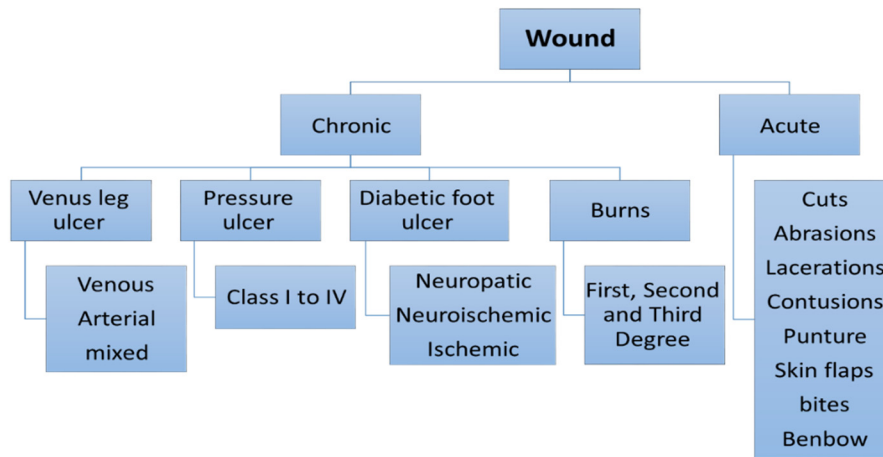 Wound
Chronic
Acute
Venus leg
ulcer
Pressure
ulcer
Diabetic foot
ulcer
Burns
Venous
Arterial
mixed
Class I to IV
Neuropatic
Neuroischemic
Ischemic
First, Second
and Third
Degree
Cuts
Abrasions
Lacerations
Contusions
Punture
Skin flaps
bites
Benbow